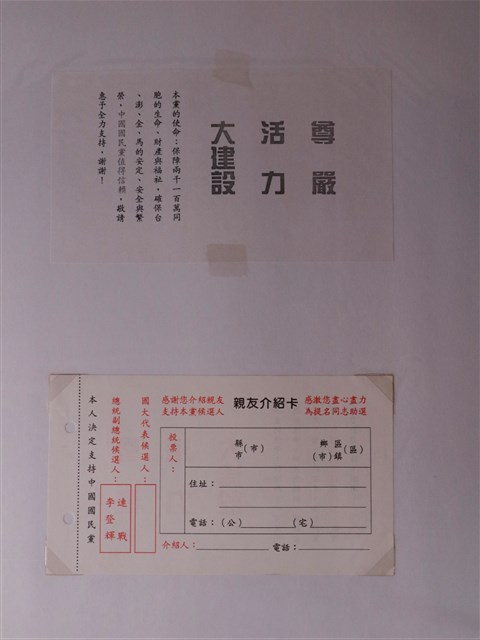 尊嚴
活力
大建設
本黨的使命：保障兩千一百萬同
胞的生命、財產與福祉，確保台
、澎、金、馬的安定、安全與繁
榮，中國國民黨值得信賴，敬請
惠予全力支持，謝謝！
感激您盡心盡力
為提名同志助選
親友介紹卡
感謝您介紹親友
支持本黨候選人
投票人：
縣市(市)
鄉(市)鎮區(區)
住址：
電話：(公)
(宅)
介紹人：
電話：
國大代表候選人：
總統副總統候選人：
連戰
李登輝
本人決定支持中國國民黨